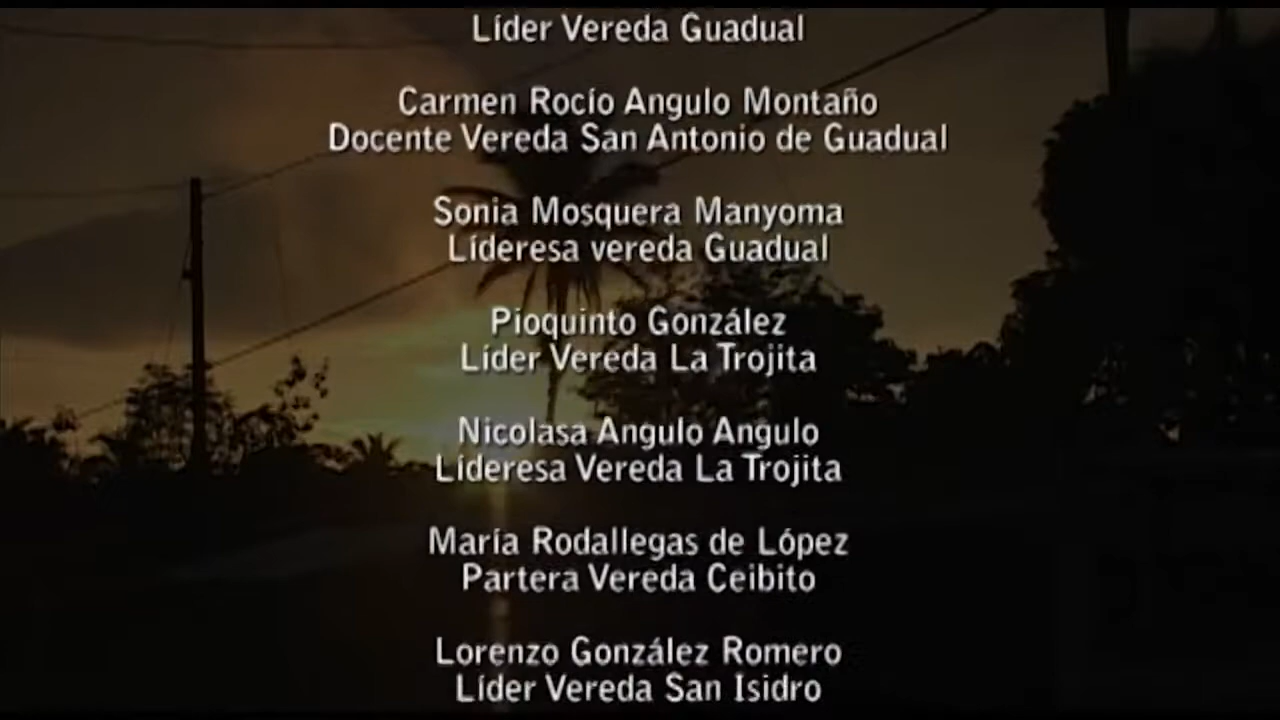 Líder Vereda Guadual
Carmen Rocío Angulo Montaño
Docente Vereda San Antonio de Guadual
Sonia Mosquera Manyoma
Líderesa vereda Guadual
Pioquinto González
Líder Vereda La Trojita
Nicolasa Angulo Angulo
Líderesa Vereda La Trojita
María Rodallegas de López
Partera Vereda Ceibito
Lorenzo González Romero
Líder Vereda San Isidro